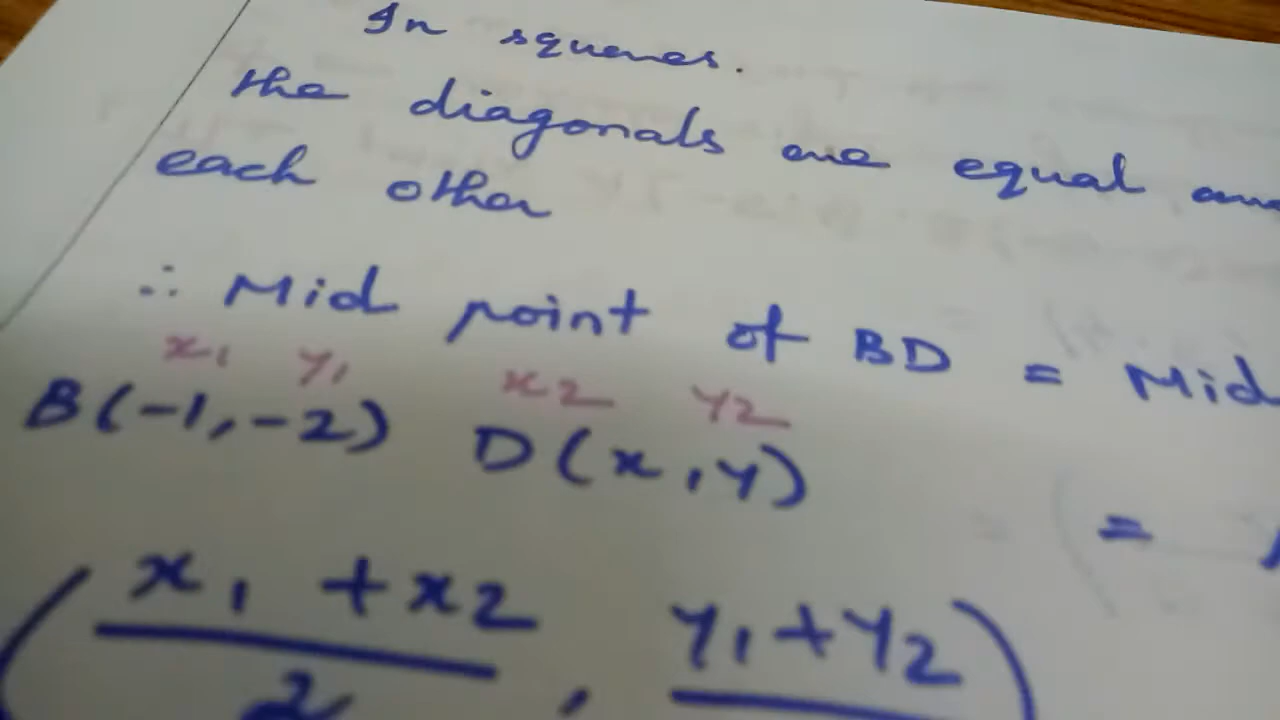 In squares.
the diagonals are equal
each other
∴ Mid point of BD = Mid
x1 y1 x2 y2
B(-1,-2) D(x,y) =
(x1+x2/2, y1+y2)